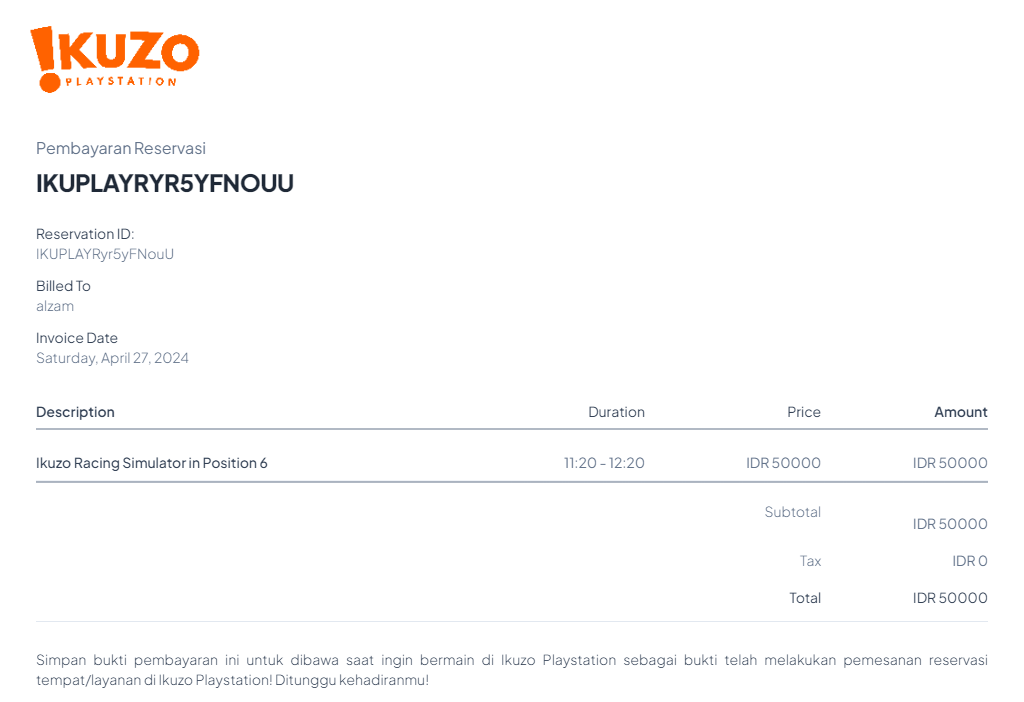 !KUZO
PLAYSTATION
Pembayaran Reservasi
IKUPLAYRYR5YFNOUU
Reservation ID:
IKUPLAYRyr5yFNouU
Billed To
alzam
Invoice Date
Saturday, April 27, 2024
Description Duration Price Amount
Ikuzo Racing Simulator in Position 6 11:20 - 12:20 IDR 50000 IDR 50000
Subtotal IDR 50000
Tax IDR 0
Total IDR 50000
Simpan bukti pembayaran ini untuk dibawa saat ingin bermain di Ikuzo Playstation sebagai bukti telah melakukan pemesanan reservasi
tempat/layanan di Ikuzo Playstation! Ditunggu kehadiranmu!